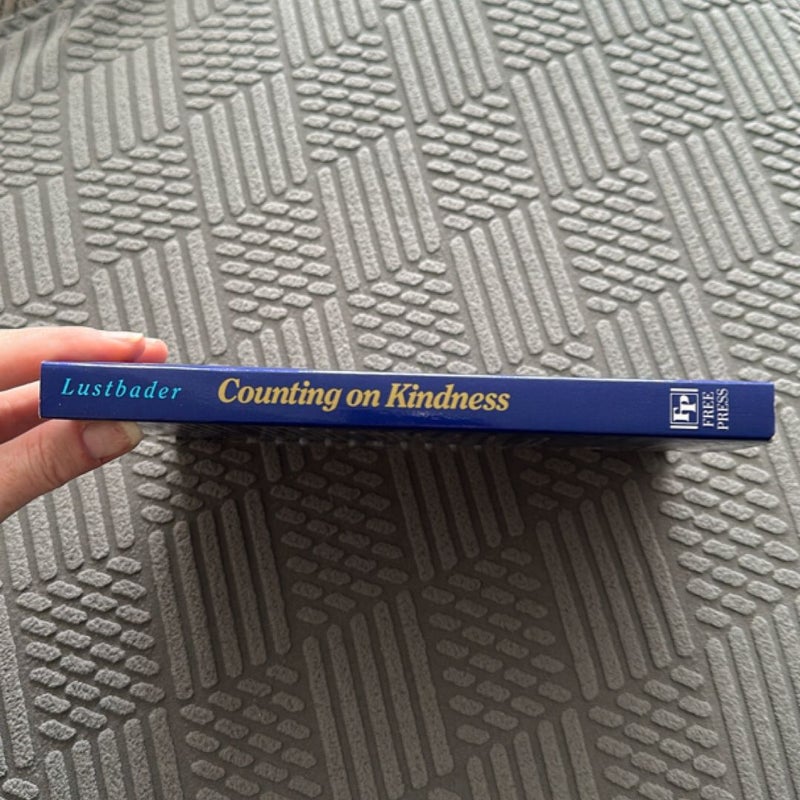 Lustbader Counting on Kindness
FP
FREE
PRESS